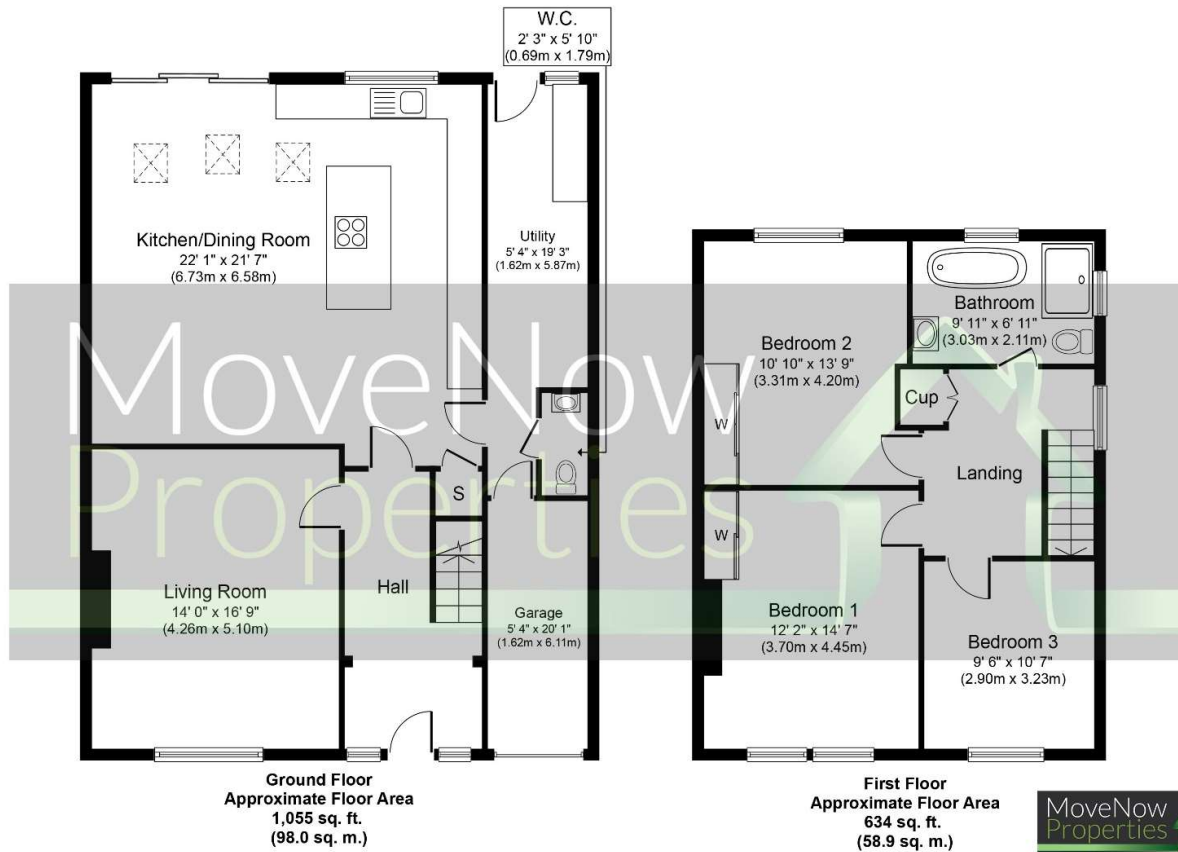 W.C.
2' 3" x 5' 10"
(0.69m x 1.79m)
Kitchen/Dining Room
22' 1" x 21' 7"
(6.73m x 6.58m)
Utility
5' 4" x 19' 3"
(1.62m x 5.87m)
S
Living Room
14' 0" x 16' 9"
(4.26m x 5.10m)
Hall
Garage
5' 4" x 20' 1"
(1.62m x 6.11m)
Ground Floor
Approximate Floor Area
1,055 sq. ft.
(98.0 sq. m.)
Bedroom 2
10' 10" x 13' 9"
(3.31m x 4.20m)
Bathroom
9' 11" x 6' 11"
(3.03m x 2.11m)
Cup
W
Landing
W
Bedroom 1
12' 2" x 14' 7"
(3.70m x 4.45m)
Bedroom 3
9' 6" x 10' 7"
(2.90m x 3.23m)
First Floor
Approximate Floor Area
634 sq. ft.
(58.9 sq. m.)
MoveNow
Properties
MoveNow
Properties